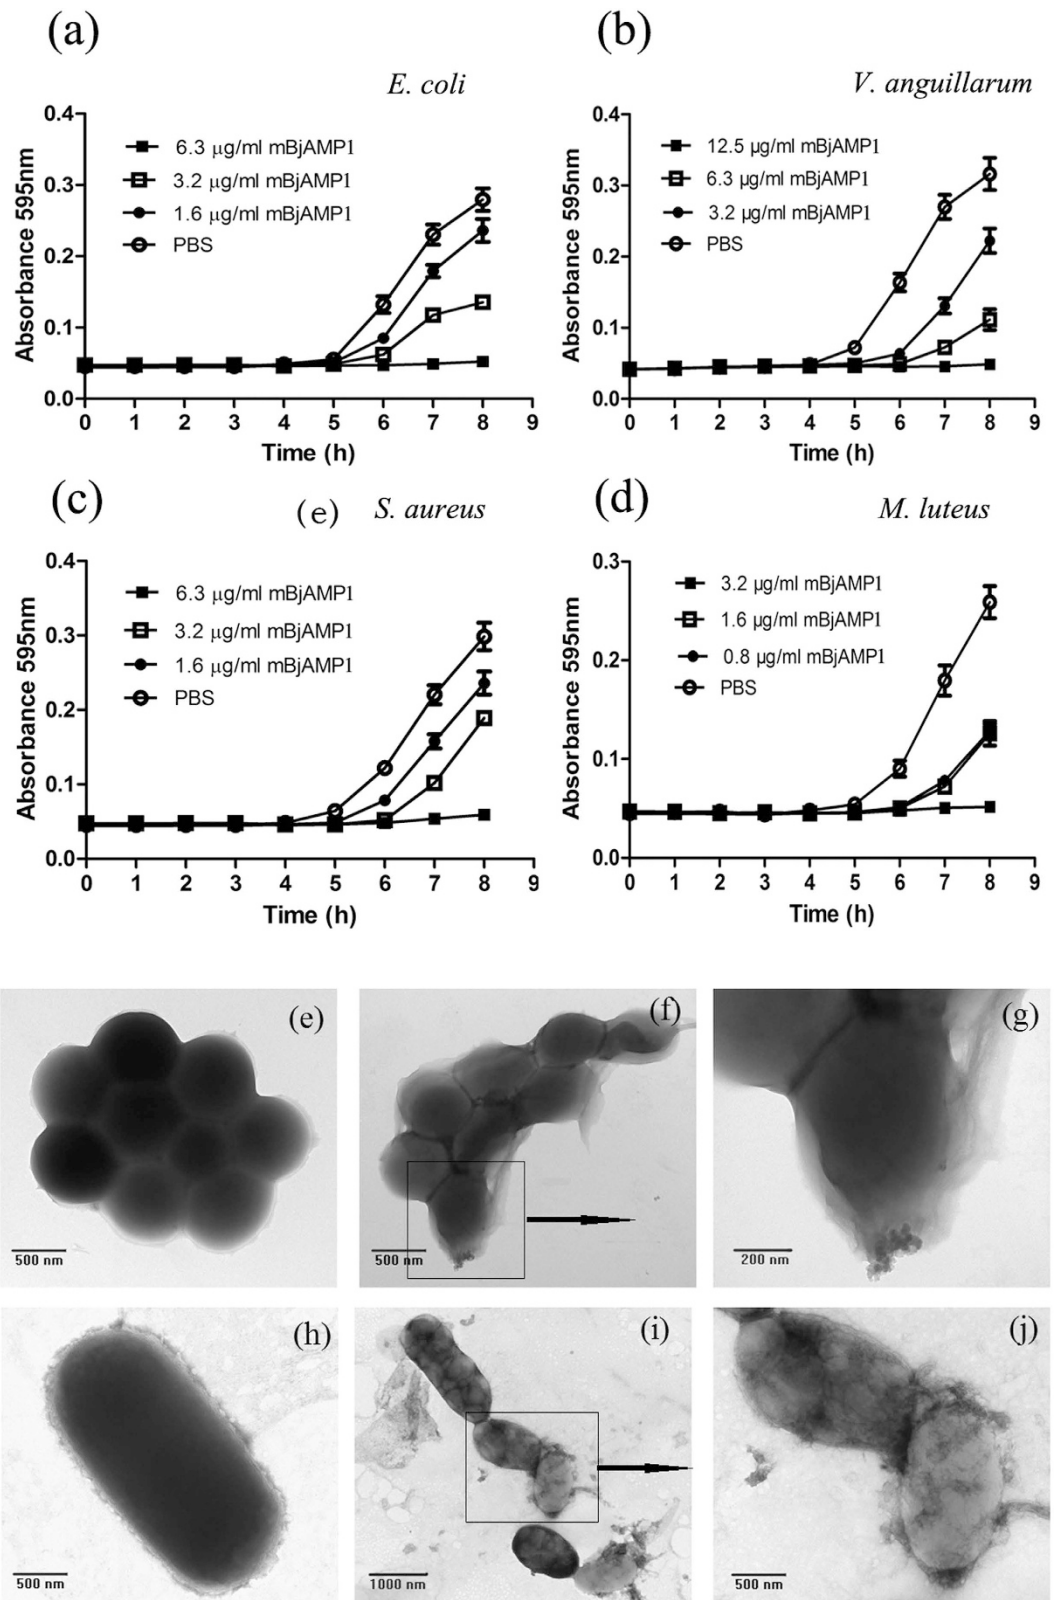 (a)
E. coli
Absorbance 595nm
0.4
0.3
0.2
0.1
0.0
6.3 µg/ml mBjAMP1
3.2 µg/ml mBjAMP1
1.6 µg/ml mBjAMP1
PBS
0 1 2 3 4 5 6 7 8 9
Time (h)
(b)
V. anguillarum
Absorbance 595nm
0.4
0.3
0.2
0.1
0.0
12.5 µg/ml mBjAMP1
6.3 µg/ml mBjAMP1
3.2 µg/ml mBjAMP1
PBS
0 1 2 3 4 5 6 7 8 9
Time (h)
(c)
(e)
S. aureus
Absorbance 595nm
0.4
0.3
0.2
0.1
0.0
6.3 µg/ml mBjAMP1
3.2 µg/ml mBjAMP1
1.6 µg/ml mBjAMP1
PBS
0 1 2 3 4 5 6 7 8 9
Time (h)
(d)
M. luteus
Absorbance 595nm
0.3
0.2
0.1
0.0
3.2 µg/ml mBjAMP1
1.6 µg/ml mBjAMP1
0.8 µg/ml mBjAMP1
PBS
0 1 2 3 4 5 6 7 8 9
Time (h)
(e)
500 nm
(f)
500 nm
(g)
200 nm
(h)
500 nm
(i)
1000 nm
(j)
500 nm